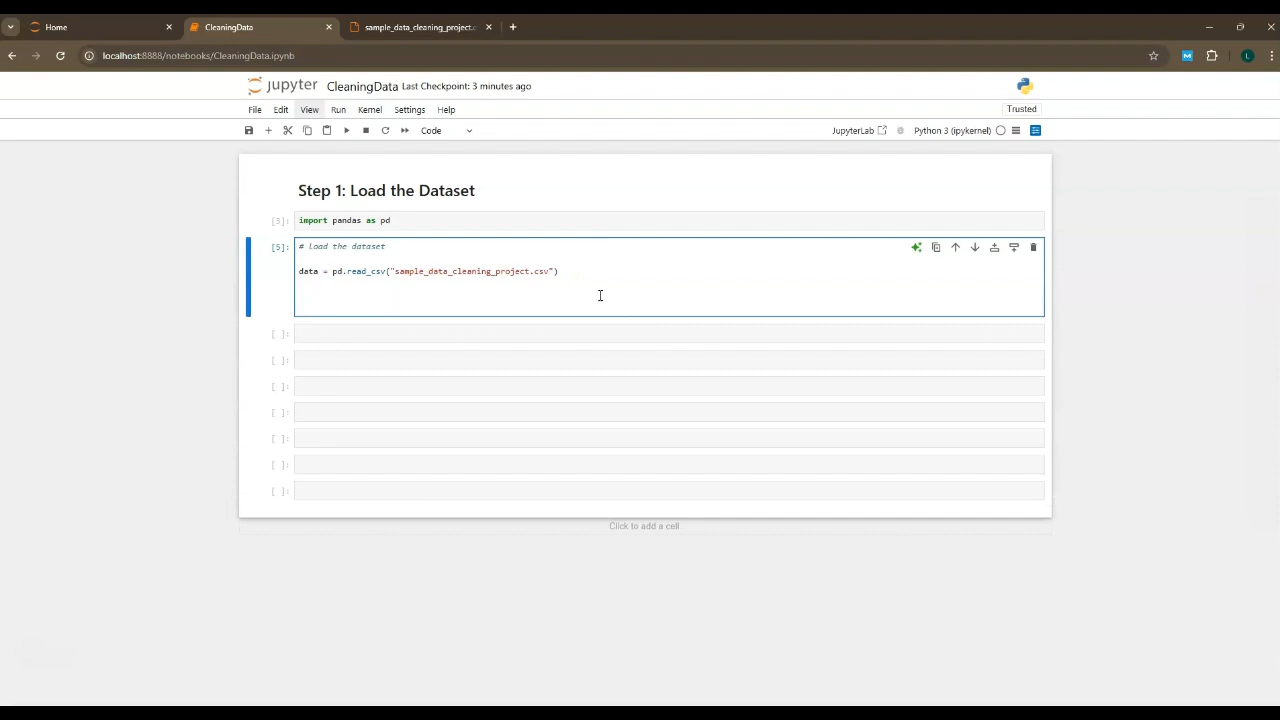 Home
CleaningData
sample_data_cleaning_project.c
localhost:8888/notebooks/CleaningData.ipynb
M
L
jupyter CleaningData Last Checkpoint: 3 minutes ago
File Edit View Run Kernel Settings Help
Trusted
Code
JupyterLab
Python 3 (ipykernel)
Step 1: Load the Dataset
[3]: import pandas as pd
[5]: # Load the dataset
data = pd.read_csv("sample_data_cleaning_project.csv")
[ ]:
[ ]:
[ ]:
[ ]:
[ ]:
[ ]:
[ ]:
Click to add a cell